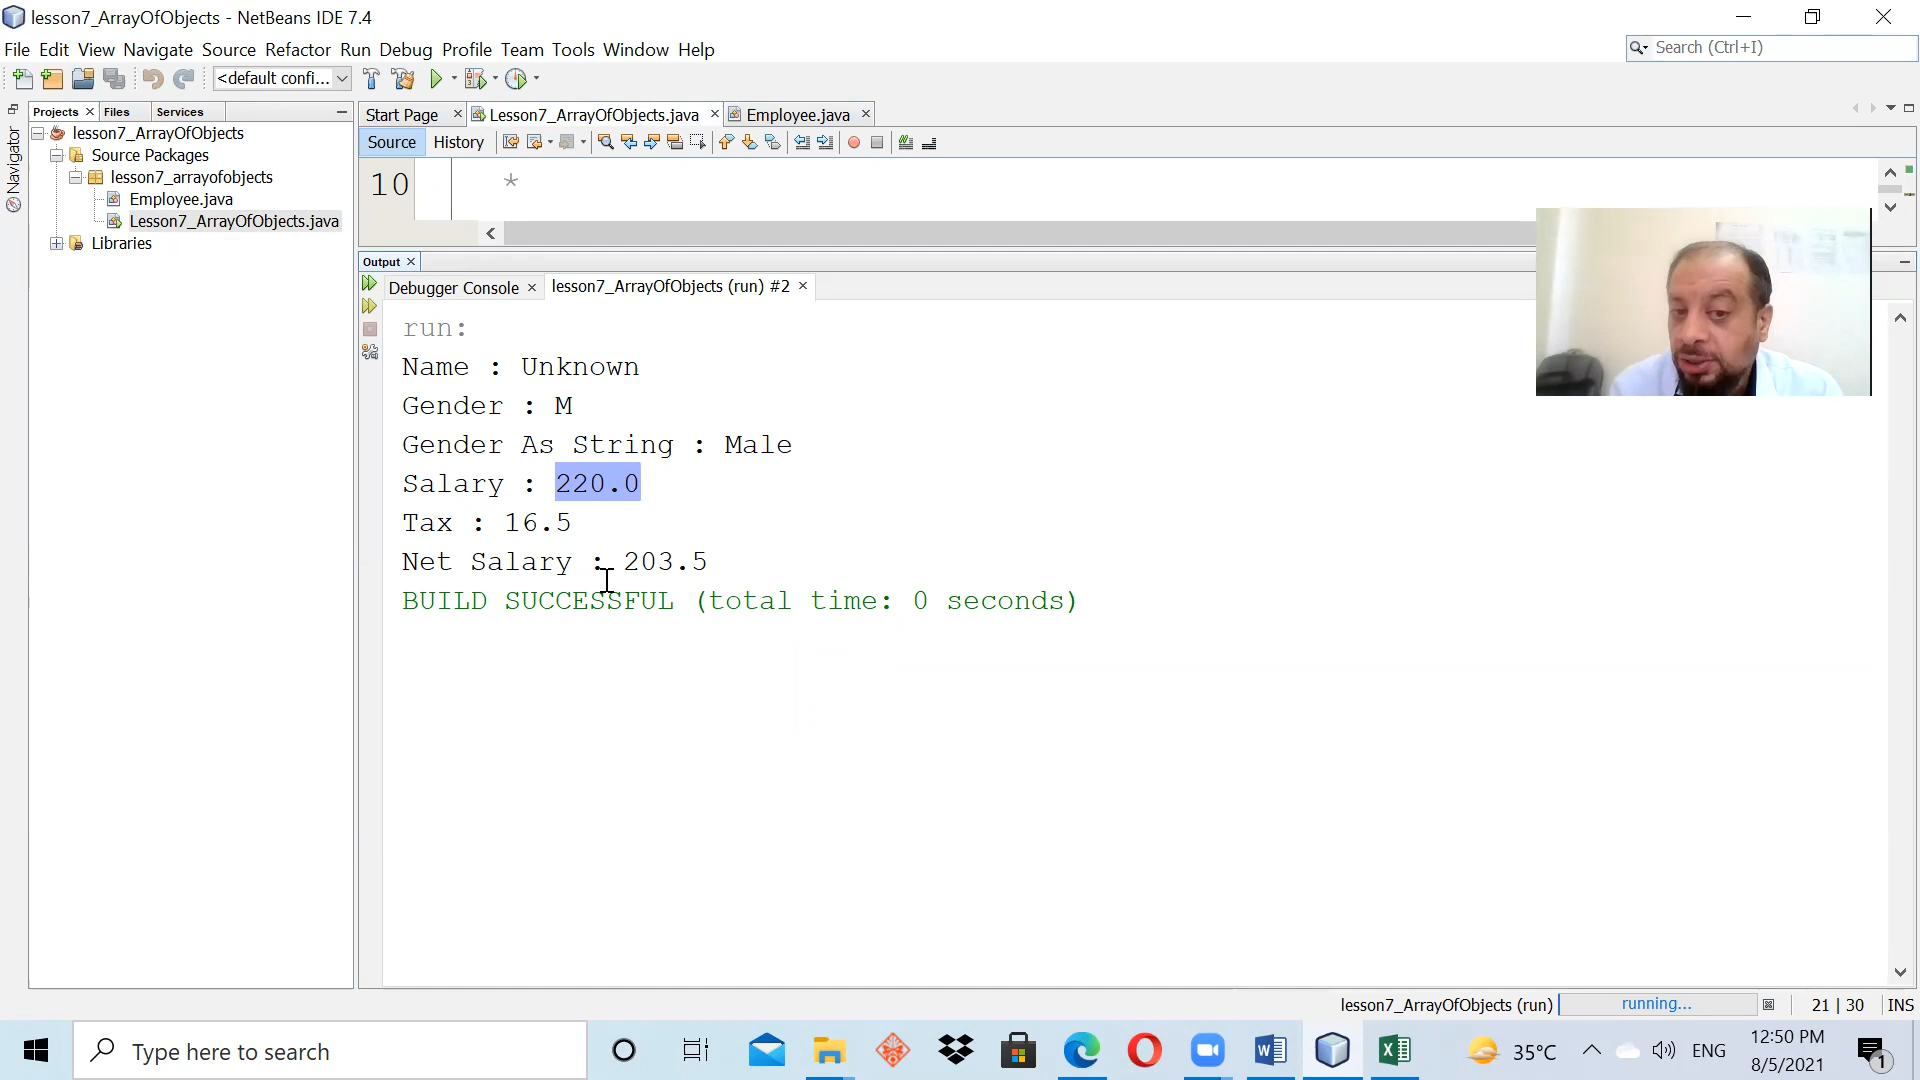 lesson7_ArrayOfObjects - NetBeans IDE 7.4
File Edit View Navigate Source Refactor Run Debug Profile Team Tools Window Help
Search (Ctrl+I)
<default confi...
Projects Files Services
Start Page Lesson7_ArrayOfObjects.java Employee.java
Navigator
lesson7_ArrayOfObjects
Source Packages
lesson7_arrayofobjects
Employee.java
Lesson7_ArrayOfObjects.java
Libraries
Source History
10 *
Output
Debugger Console lesson7_ArrayOfObjects (run) #2
run:
Name : Unknown
Gender : M
Gender As String : Male
Salary : 220.0
Tax : 16.5
Net Salary : 203.5
BUILD SUCCESSFUL (total time: 0 seconds)
lesson7_ArrayOfObjects (run) running... 21 | 30 INS
Type here to search
35°C ENG
12:50 PM
8/5/2021
1